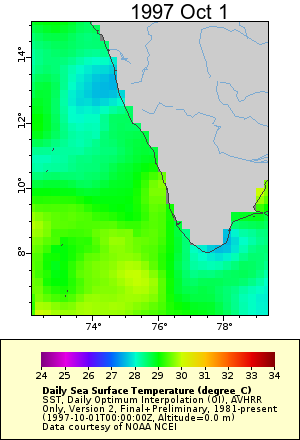 1997 Oct 1
14°
12°
10°
8°
74° 76° 78°
24 25 26 27 28 29 30 31 32 33 34
Daily Sea Surface Temperature (degree_C)
SST, Daily Optimum Interpolation (OI), AVHRR
Only, Version 2, Final+Preliminary, 1981-present
(1997-10-01T00:00:00Z, Altitude=0.0 m)
Data courtesy of NOAA NCEI